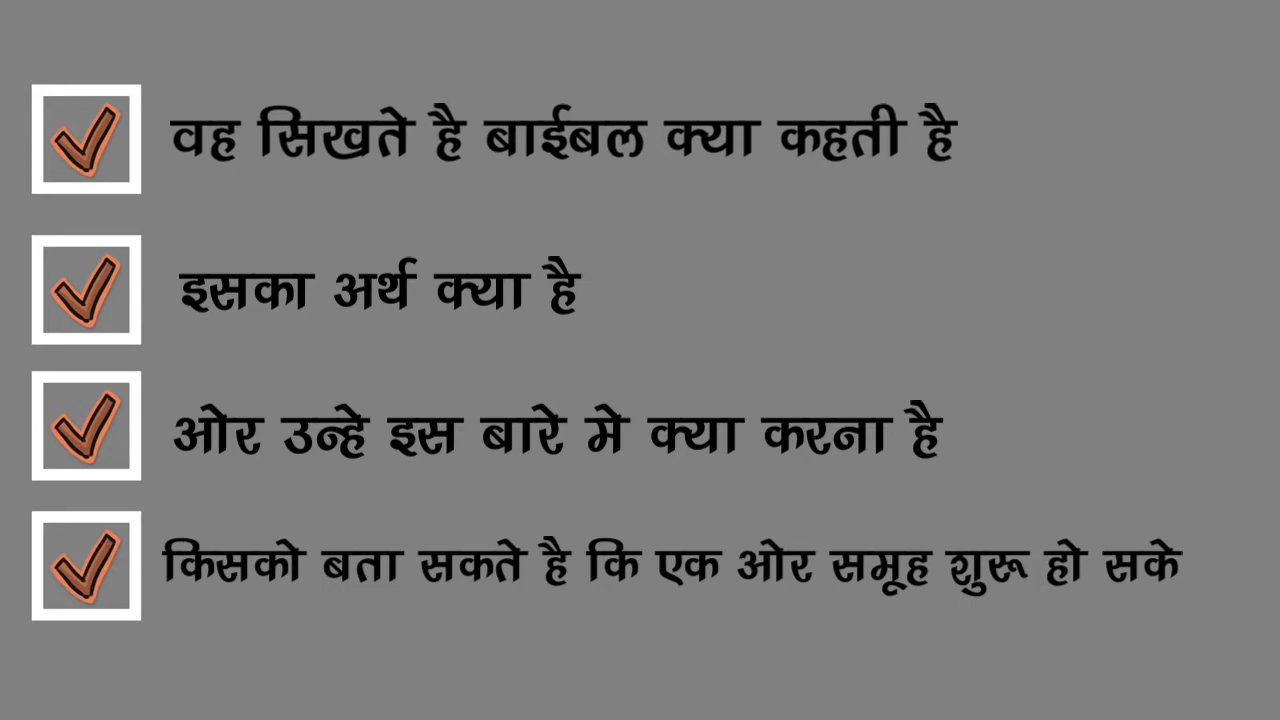 वह सिखते है बाईबल क्या कहती है
इसका अर्थ क्या है
ओर उन्हे इस बारे मे क्या करना है
किसको बता सकते है कि एक ओर समूह शुरू हो सके